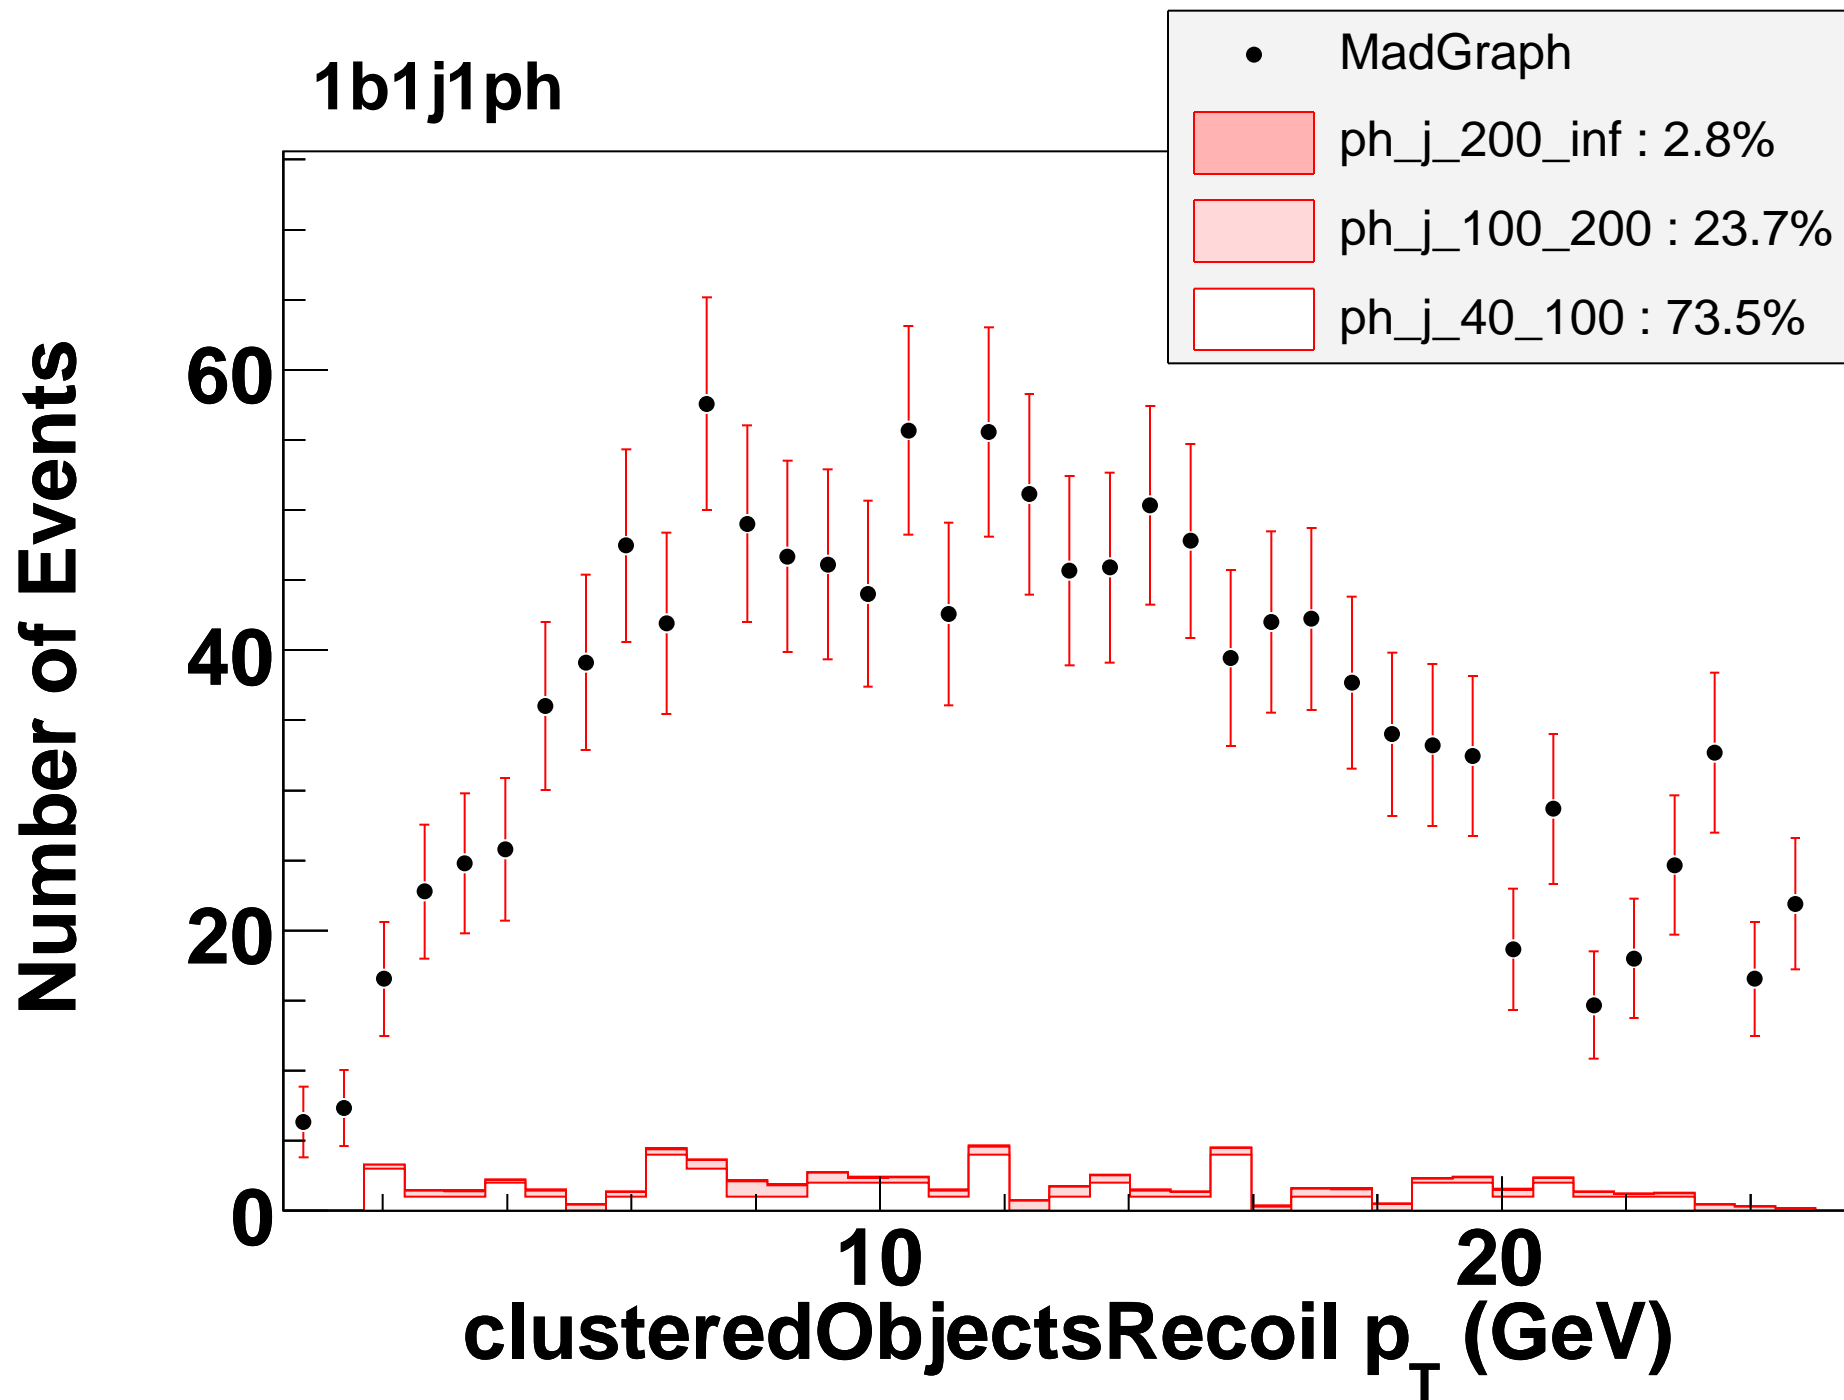 1b1j1ph
MadGraph
ph_j_200_inf : 2.8%
ph_j_100_200 : 23.7%
ph_j_40_100 : 73.5%
Number of Events
60
40
20
0
10
20
clusteredObjectsRecoil p_T (GeV)